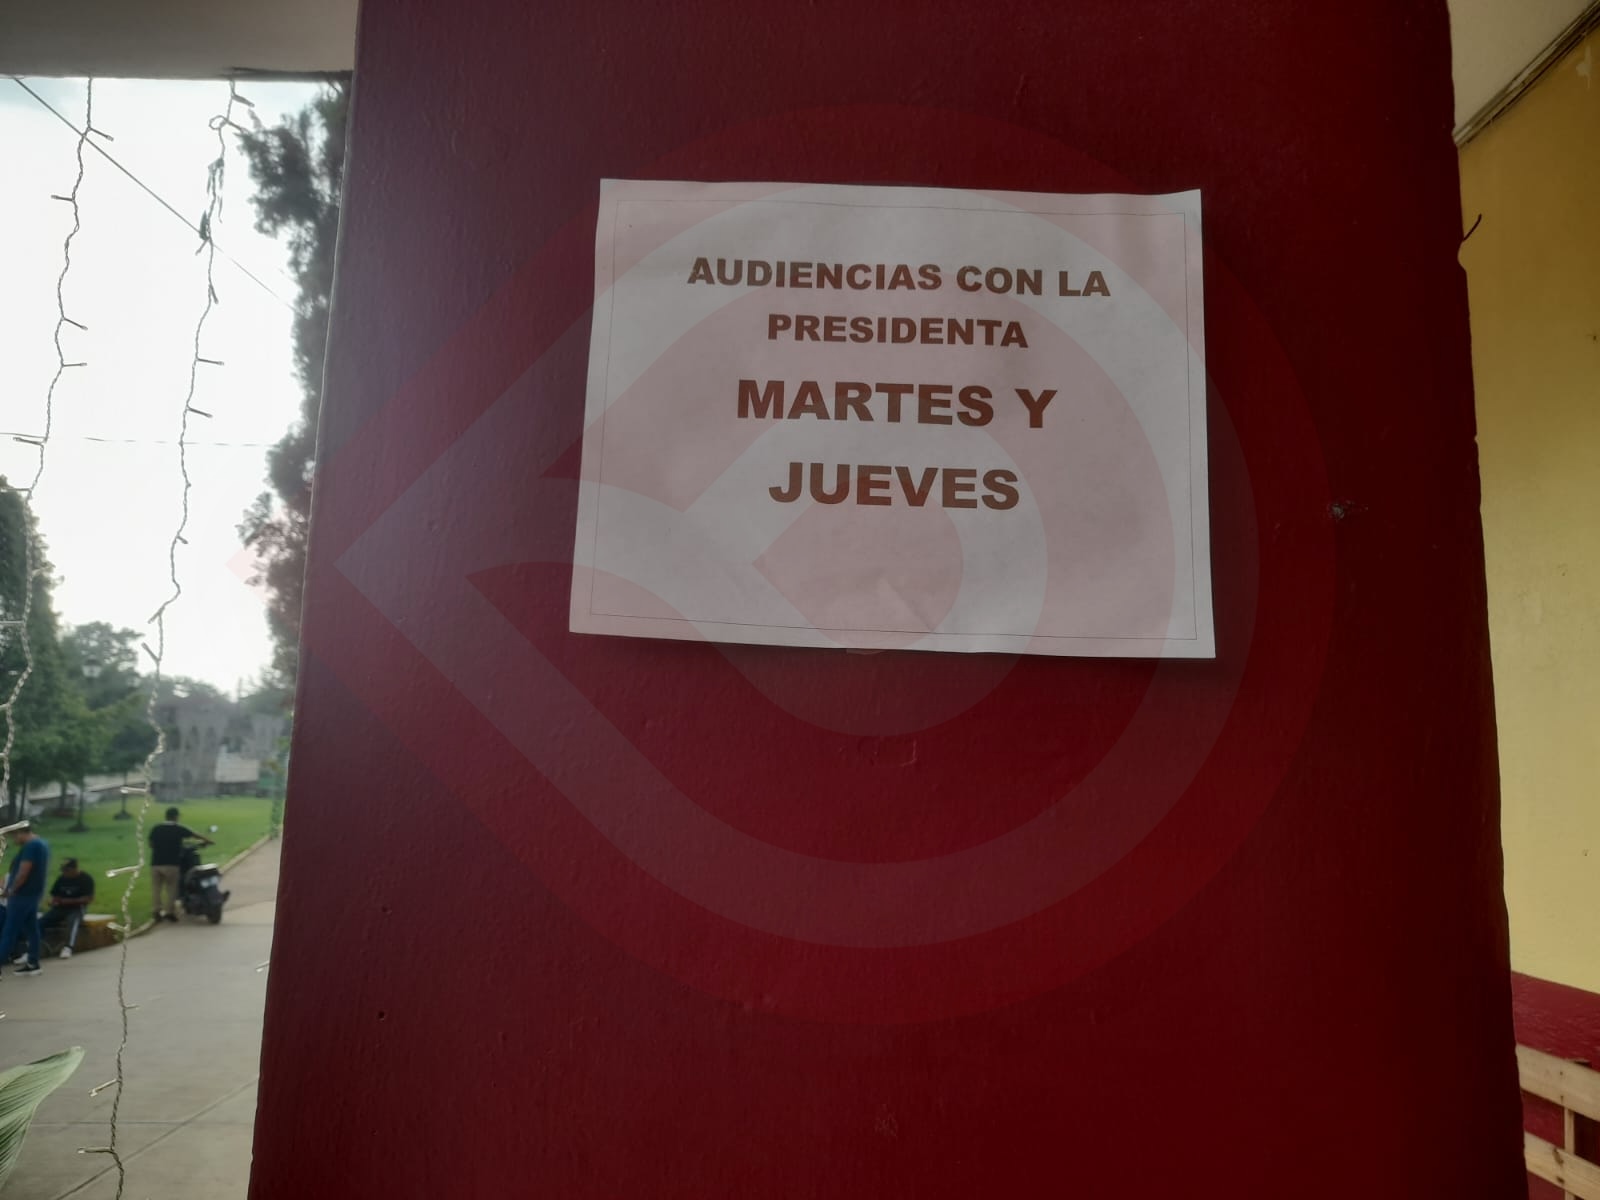 AUDIENCIAS CON LA
PRESIDENTA
MARTES Y
JUEVES